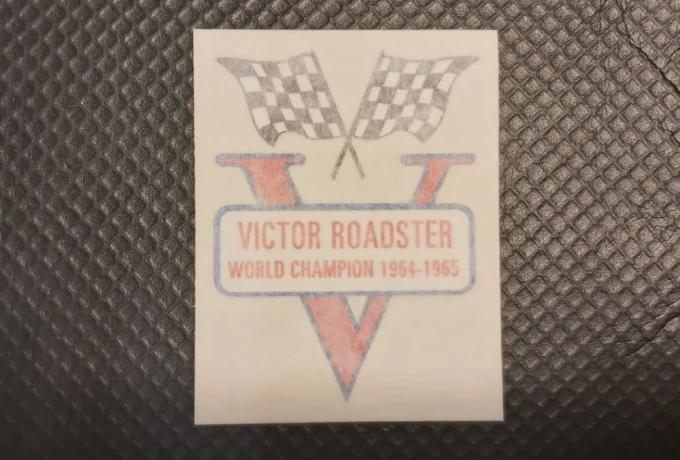 V
VICTOR ROADSTER
WORLD CHAMPION 1964-1965